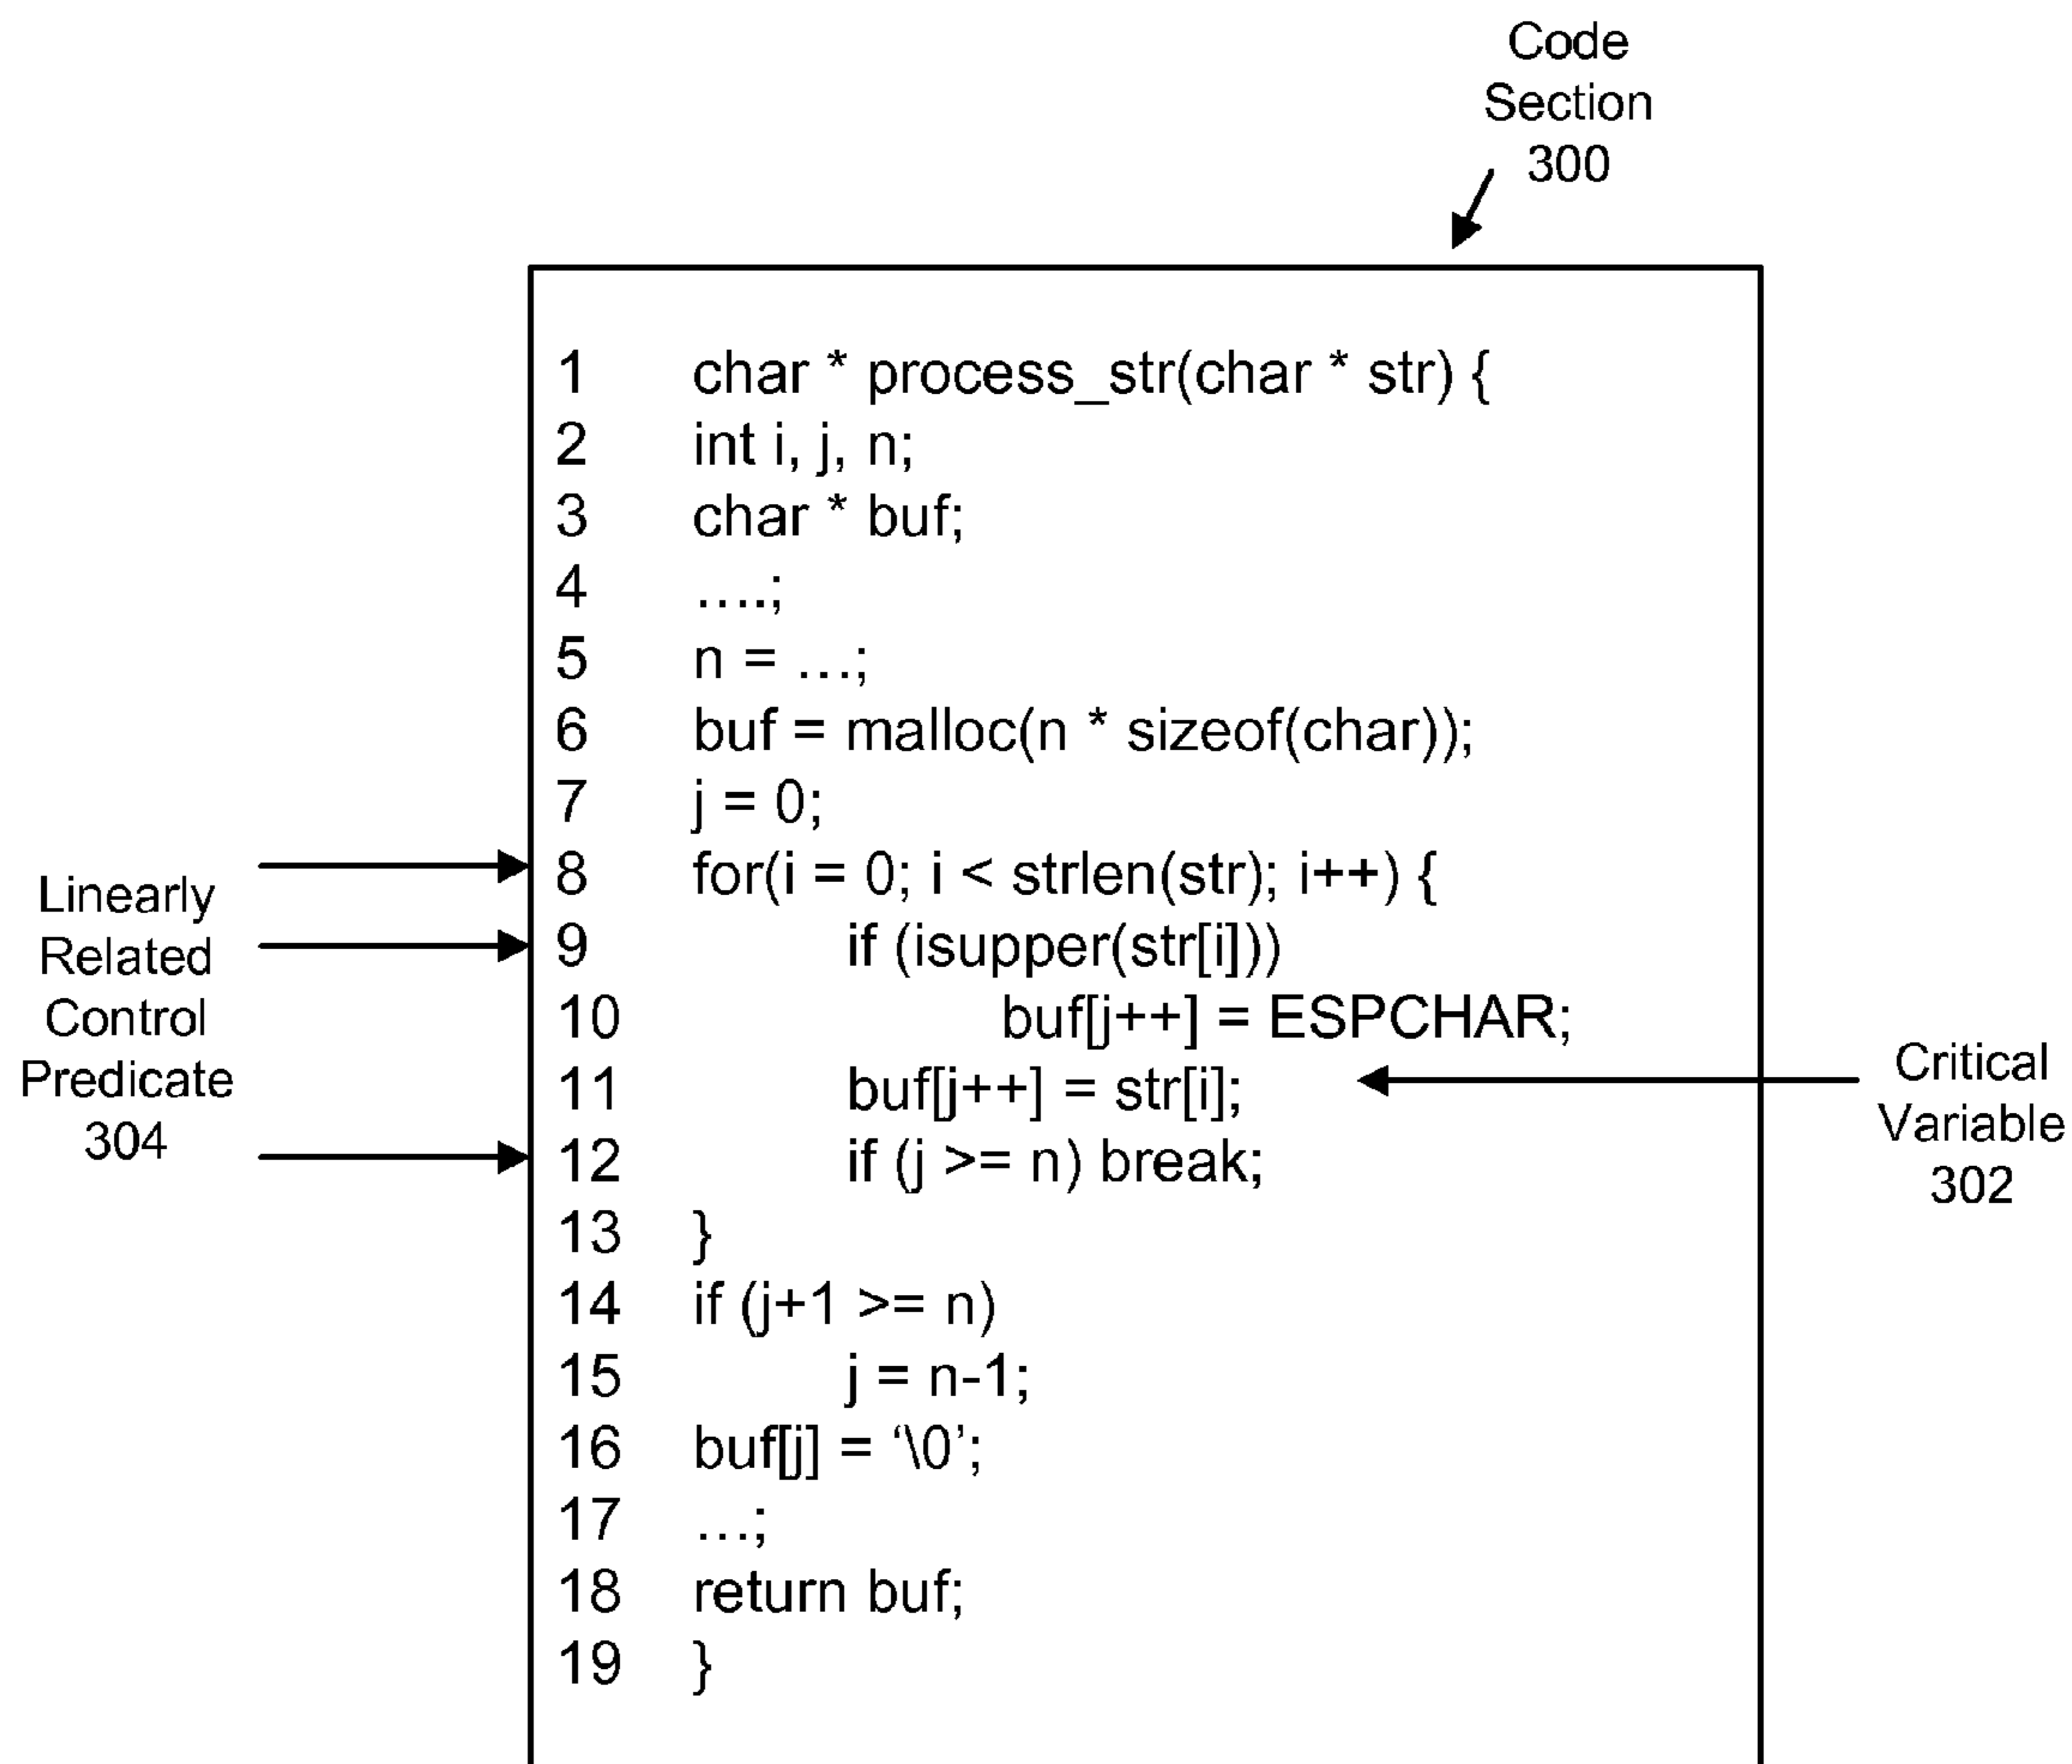 Code
Section
300
1 char * process_str(char * str) {
2 int i, j, n;
3 char * buf;
4 ....;
5 n = ...;
6 buf = malloc(n * sizeof(char));
7 j = 0;
8 for(i = 0; i < strlen(str); i++) {
9 if (isupper(str[i]))
10 buf[j++] = ESPCHAR;
11 buf[j++] = str[i];
12 if (j >= n) break;
13 }
14 if (j+1 >= n)
15 j = n-1;
16 buf[j] = ‘\0’;
17 ...;
18 return buf;
19 }
Linearly
Related
Control
Predicate
304
Critical
Variable
302